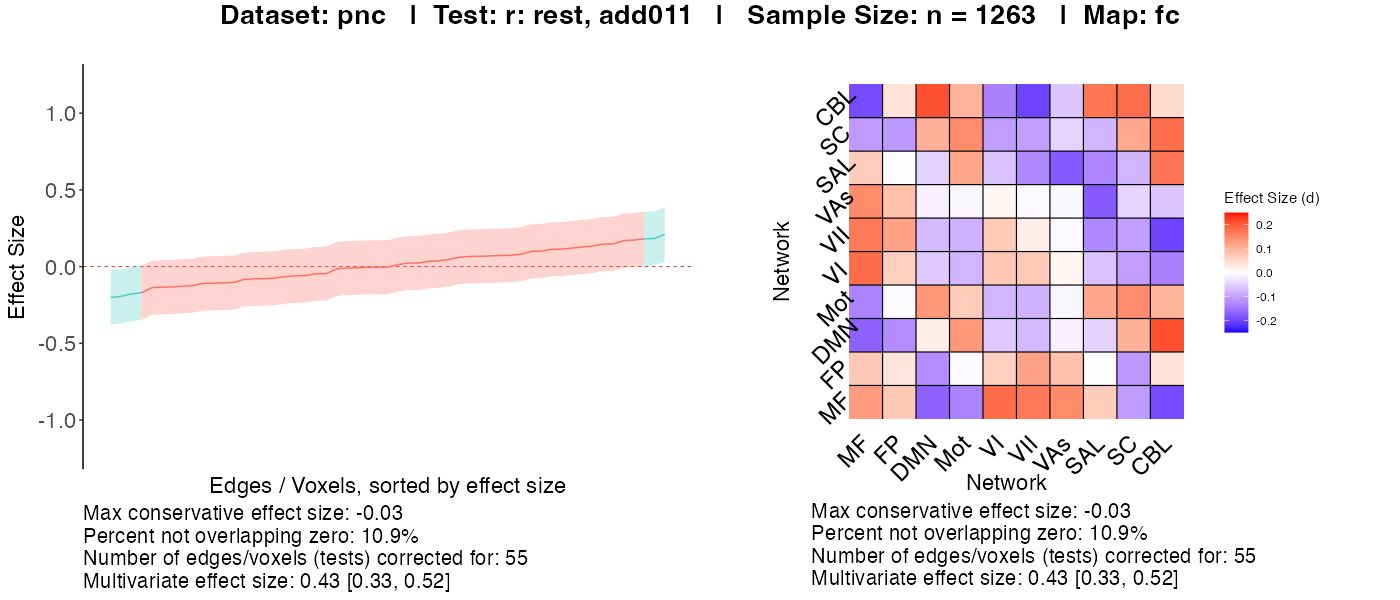 Dataset: pnc | Test: r: rest, add011 | Sample Size: n = 1263 | Map: fc
Effect Size
1.0
0.5
0.0
-0.5
-1.0
Edges / Voxels, sorted by effect size
Max conservative effect size: -0.03
Percent not overlapping zero: 10.9%
Number of edges/voxels (tests) corrected for: 55
Multivariate effect size: 0.43 [0.33, 0.52]
Network
CBL
SC
SAL
VAs
VII
VI
Mot
DMN
FP
MF
MF FP DMN Mot VI VII VAs SAL SC CBL
Network
Effect Size (d)
0.2
0.1
0.0
-0.1
-0.2
Max conservative effect size: -0.03
Percent not overlapping zero: 10.9%
Number of edges/voxels (tests) corrected for: 55
Multivariate effect size: 0.43 [0.33, 0.52]